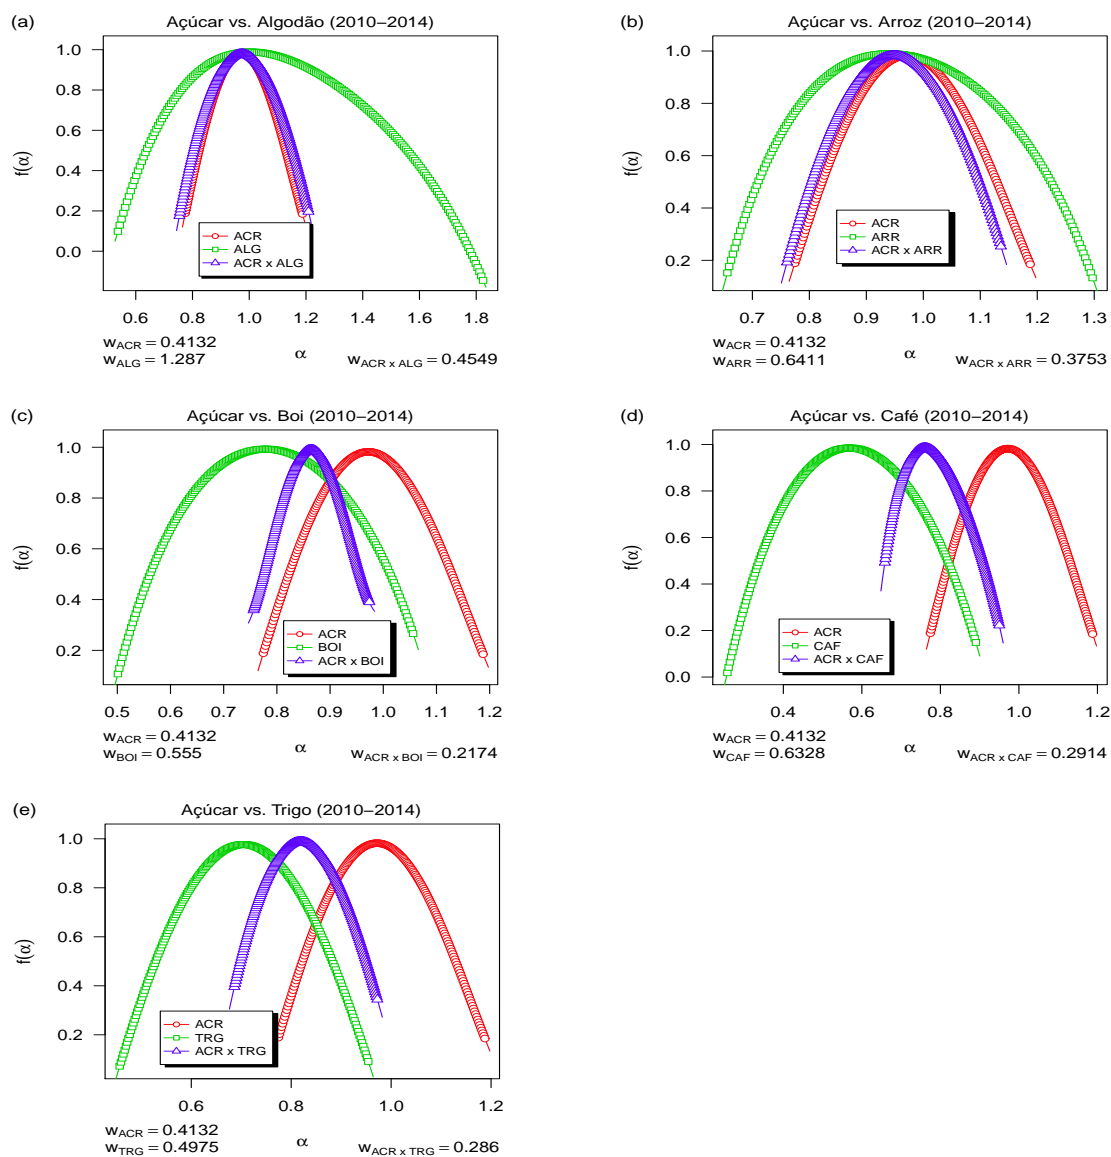 (a) Açúcar vs. Algodão (2010−2014)
f(α)
1.0
0.8
0.6
0.4
0.2
0.0
ACR
ALG
ACR x ALG
0.6 0.8 1.0 1.2 1.4 1.6 1.8
wACR = 0.4132
wALG = 1.287
α
wACR x ALG = 0.4549
(b) Açúcar vs. Arroz (2010−2014)
f(α)
1.0
0.8
0.6
0.4
0.2
ACR
ARR
ACR x ARR
0.7 0.8 0.9 1.0 1.1 1.2 1.3
wACR = 0.4132
wARR = 0.6411
α
wACR x ARR = 0.3753
(c) Açúcar vs. Boi (2010−2014)
f(α)
1.0
0.8
0.6
0.4
0.2
ACR
BOI
ACR x BOI
0.5 0.6 0.7 0.8 0.9 1.0 1.1 1.2
wACR = 0.4132
wBOI = 0.555
α
wACR x BOI = 0.2174
(d) Açúcar vs. Café (2010−2014)
f(α)
1.0
0.8
0.6
0.4
0.2
0.0
ACR
CAF
ACR x CAF
0.4 0.6 0.8 1.0 1.2
wACR = 0.4132
wCAF = 0.6328
α
wACR x CAF = 0.2914
(e) Açúcar vs. Trigo (2010−2014)
f(α)
1.0
0.8
0.6
0.4
0.2
ACR
TRG
ACR x TRG
0.6 0.8 1.0 1.2
wACR = 0.4132
wTRG = 0.4975
α
wACR x TRG = 0.286